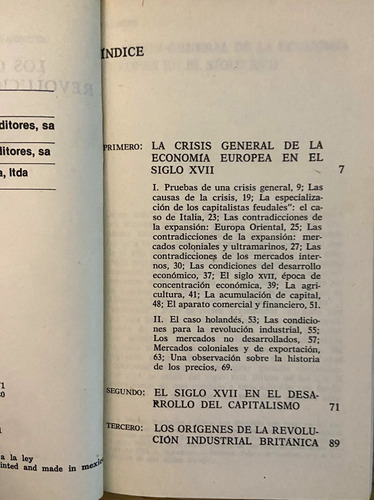 ditores, sa
ditores, sa
a, ltda
a la ley
inted and made in mexico
ÍNDICE
PRIMERO: LA CRISIS GENERAL DE LA
ECONOMÍA EUROPEA EN EL
SIGLO XVII 7
I. Pruebas de una crisis general, 9; Las
causas de la crisis, 19; La especializa-
ción de los capitalistas feudales": el ca-
so de Italia, 23; Las contradicciones de
la expansión: Europa Oriental, 25; Las
contradicciones de la expansión: mer-
cados coloniales y ultramarinos, 27; Las
contradicciones de los mercados inter-
nos, 30; Las condiciones del desarrollo
económico, 37; El siglo XVII, época de
concentración económica, 39; La agri-
cultura, 41; La acumulación de capital,
48; El aparato comercial y financiero, 51.
II. El caso holandés, 53; Las condicio-
nes para la revolución industrial, 55;
Los mercados no desarrollados, 57;
Mercados coloniales y de exportación,
63; Una observación sobre la historia
de los precios, 69.
SEGUNDO: EL SIGLO XVII EN EL DESA-
RROLLO DEL CAPITALISMO 71
TERCERO: LOS ORÍGENES DE LA REVOLU-
CIÓN INDUSTRIAL BRITÁNICA 89